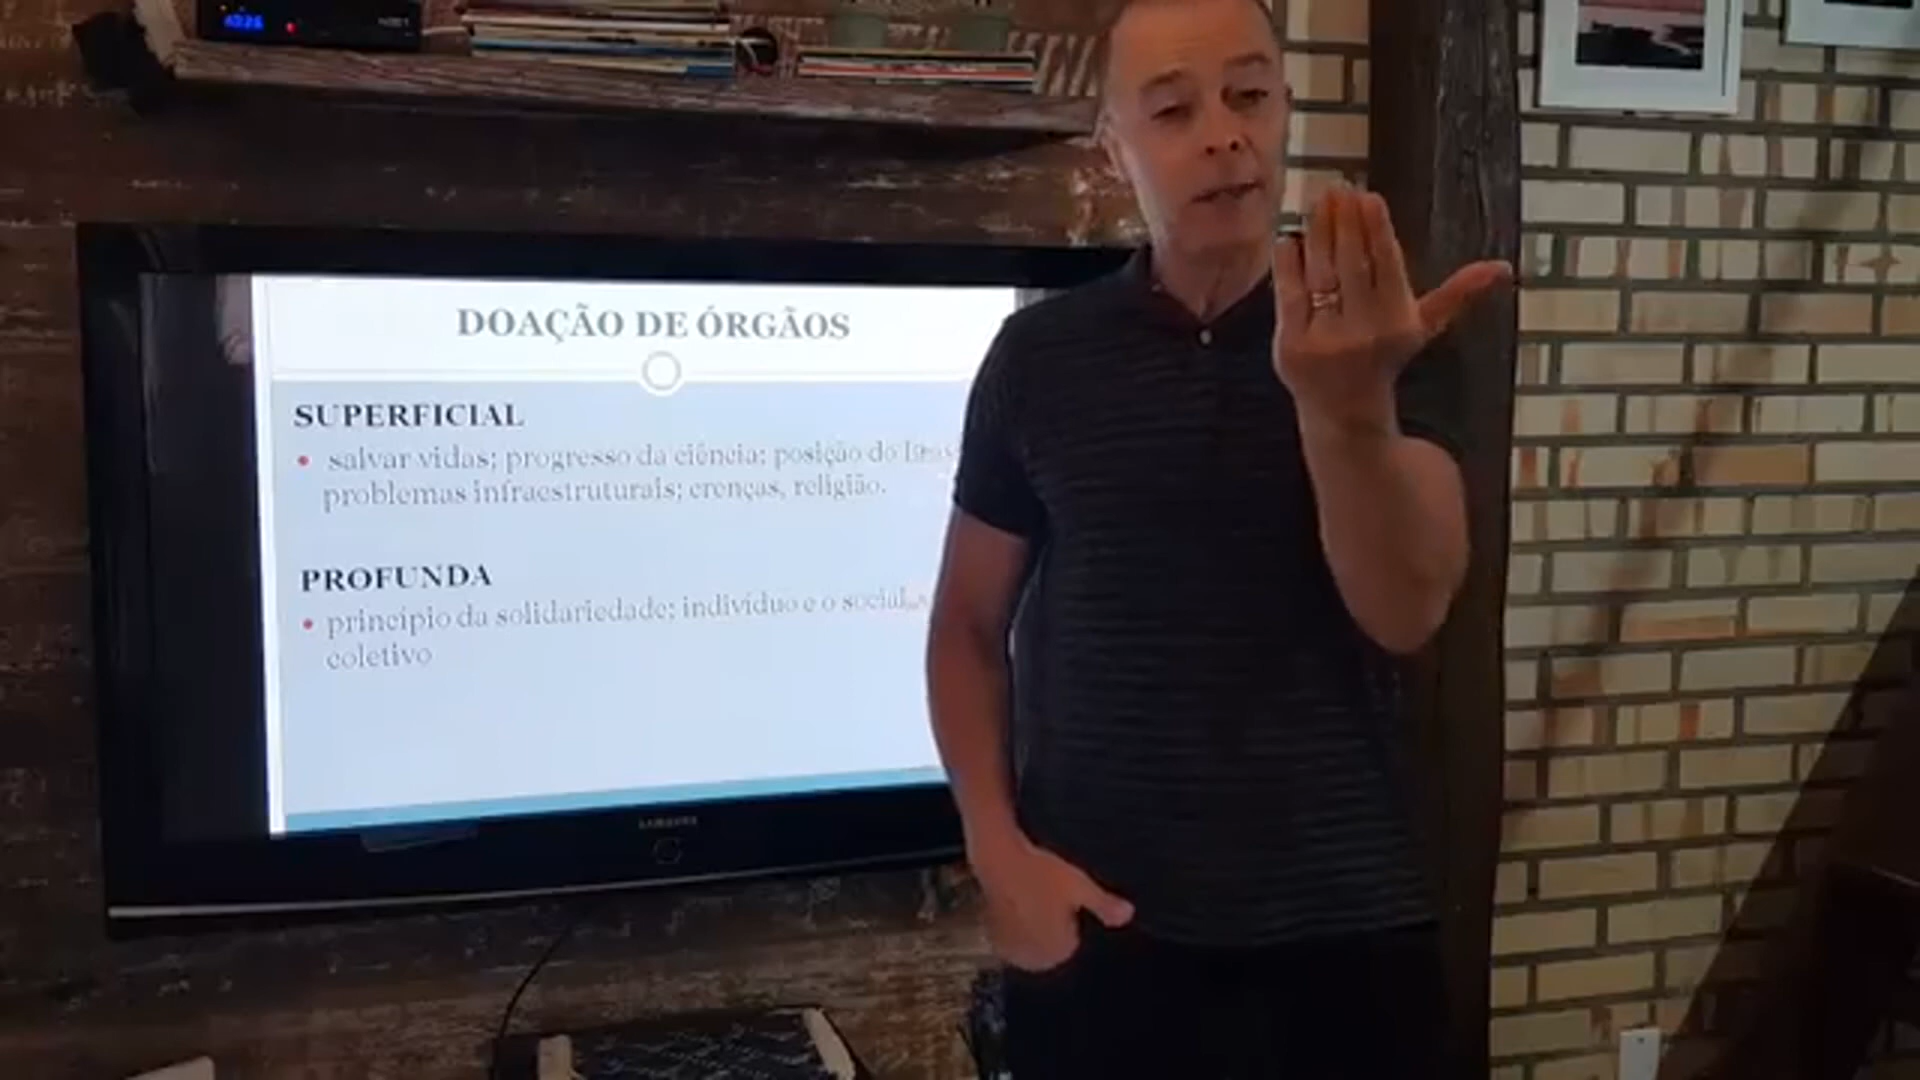 DOAÇÃO DE ÓRGÃOS
SUPERFICIAL
• salvar vidas; progresso da ciência; posição do
problemas infraestruturais; crenças, religião.
PROFUNDA
• princípio da solidariedade; indivíduo e o social,
coletivo
SAMSUNG